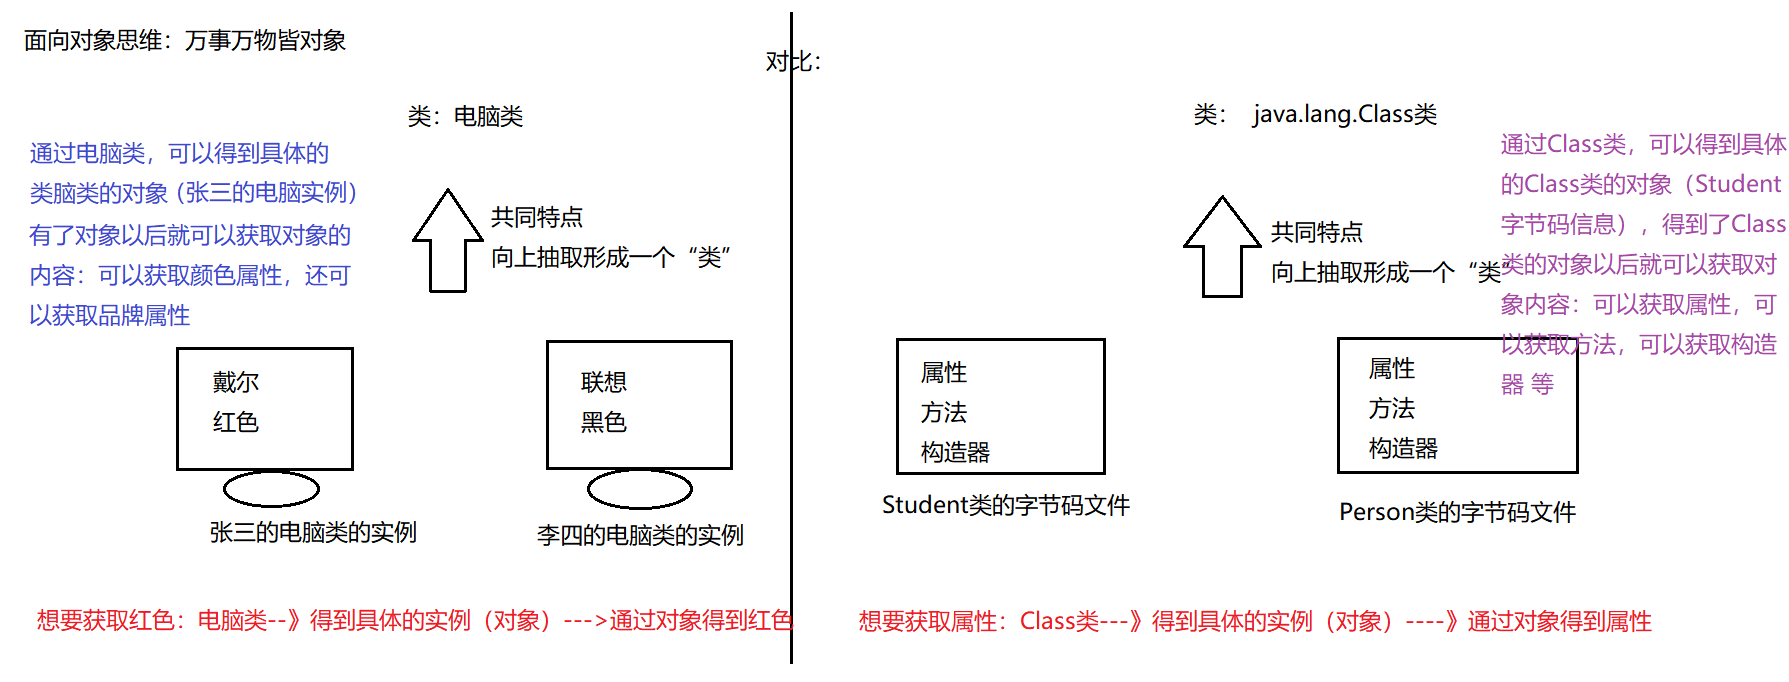 面向对象思维：万事万物皆对象
对比：
类：电脑类
通过电脑类，可以得到具体的
类脑类的对象（张三的电脑实例）
有了对象以后就可以获取对象的
内容：可以获取颜色属性，还可
以获取品牌属性
共同特点
向上抽取形成一个“类”
戴尔
红色
张三的电脑类的实例
联想
黑色
李四的电脑类的实例
想要获取红色：电脑类--》得到具体的实例（对象）--->通过对象得到红色
类： java.lang.Class类
通过Class类，可以得到具体
的Class类的对象（Student
字节码信息），得到了Class
类的对象以后就可以获取对
象内容：可以获取属性，可
以获取方法，可以获取构造
器 等
共同特点
向上抽取形成一个“类”
属性
方法
构造器
Student类的字节码文件
属性
方法
构造器
Person类的字节码文件
想要获取属性：Class类---》得到具体的实例（对象）----》通过对象得到属性